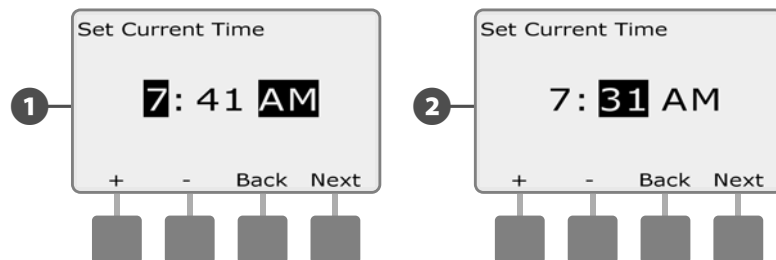 Set Current Time
1
7: 41 AM
+ - Back Next
Set Current Time
2
7: 31 AM
+ - Back Next